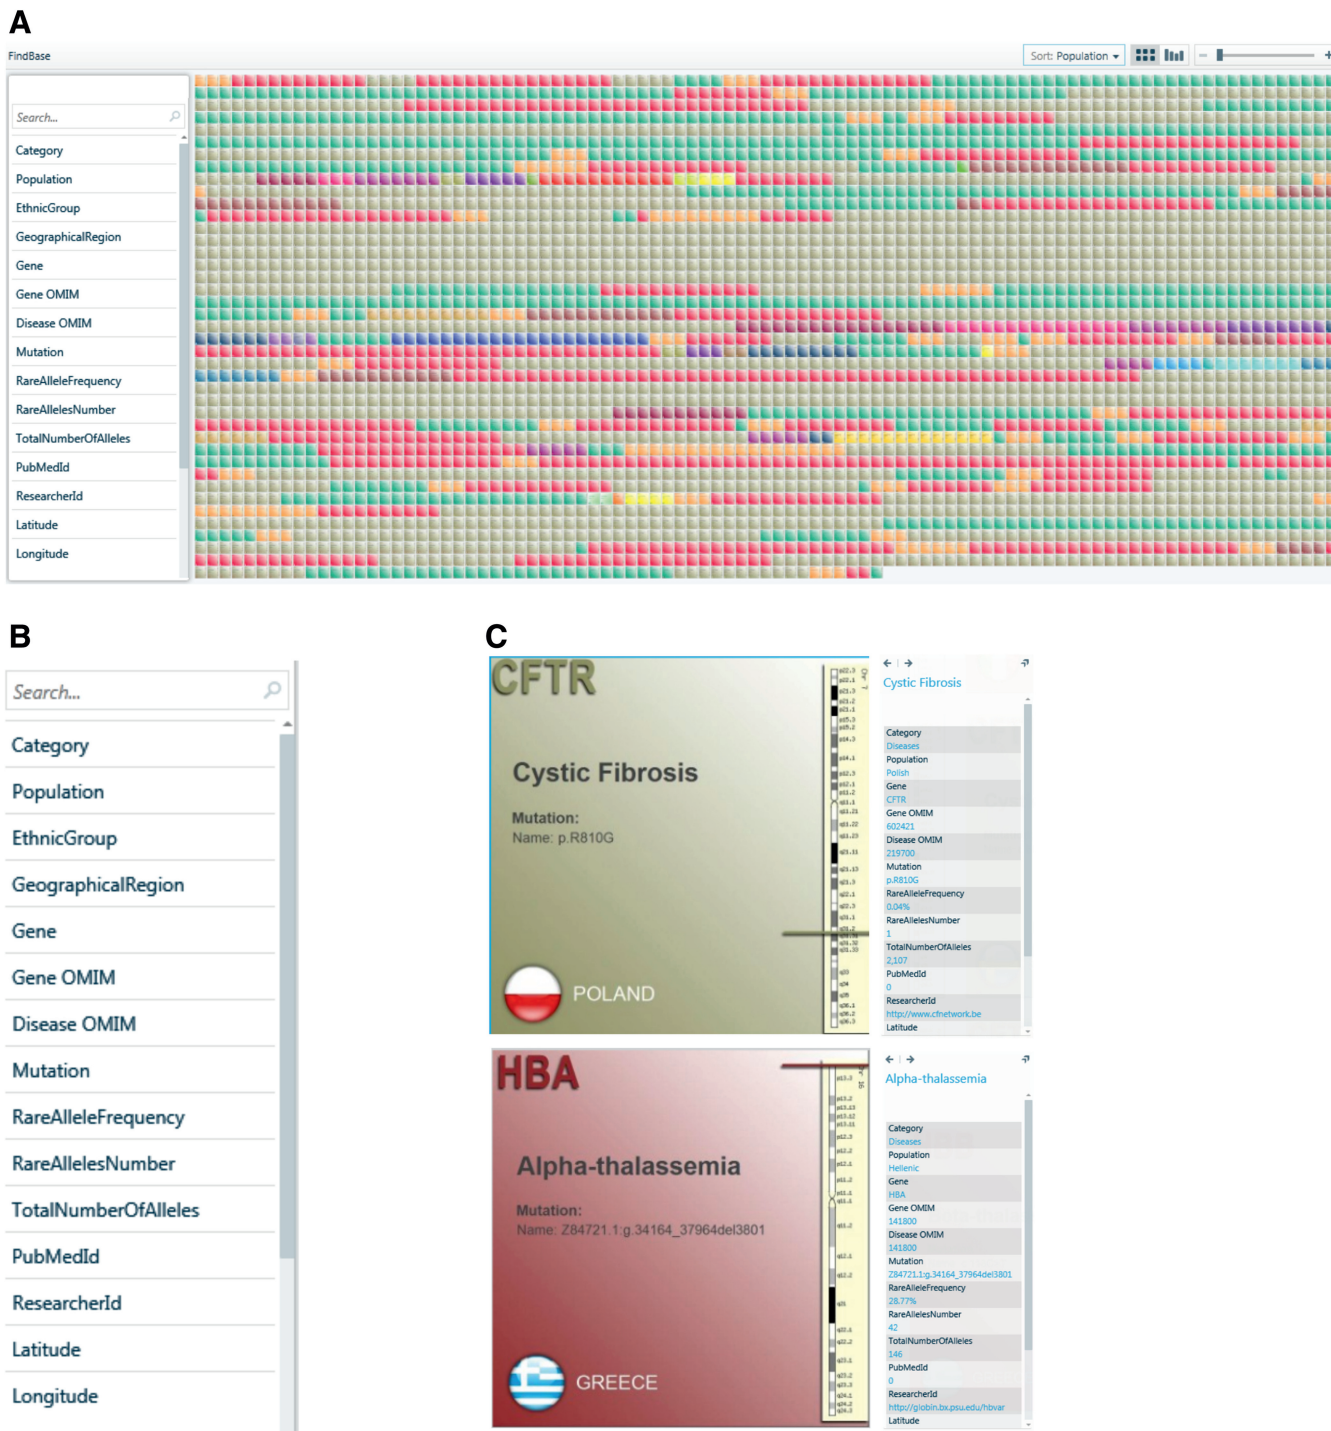 A
FindBase
Sort: Population
Search...
Category
Population
EthnicGroup
GeographicalRegion
Gene
Gene OMIM
Disease OMIM
Mutation
RareAlleleFrequency
RareAllelesNumber
TotalNumberOfAlleles
PubMedId
ResearcherId
Latitude
Longitude
B
Search...
Category
Population
EthnicGroup
GeographicalRegion
Gene
Gene OMIM
Disease OMIM
Mutation
RareAlleleFrequency
RareAllelesNumber
TotalNumberOfAlleles
PubMedId
ResearcherId
Latitude
Longitude
C
CFTR
Cystic Fibrosis
Mutation:
Name: p.R810G
POLAND
Cystic Fibrosis
Category
Diseases
Population
Polish
Gene
CFTR
Gene OMIM
602421
Disease OMIM
219700
Mutation
p.R810G
RareAlleleFrequency
0.04%
RareAllelesNumber
1
TotalNumberOfAlleles
2,107
PubMedId
0
ResearcherId
http://www.cfnetwork.be
Latitude
HBA
Alpha-thalassemia
Mutation:
Name: Z84721.1:g.34164_37964del3801
GREECE
Alpha-thalassemia
Category
Diseases
Population
Hellenic
Gene
HBA
Gene OMIM
141800
Disease OMIM
141800
Mutation
Z84721.1:g.34164_37964del3801
RareAlleleFrequency
28.77%
RareAllelesNumber
42
TotalNumberOfAlleles
146
PubMedId
0
ResearcherId
http://globin.bx.psu.edu/hbvar
Latitude